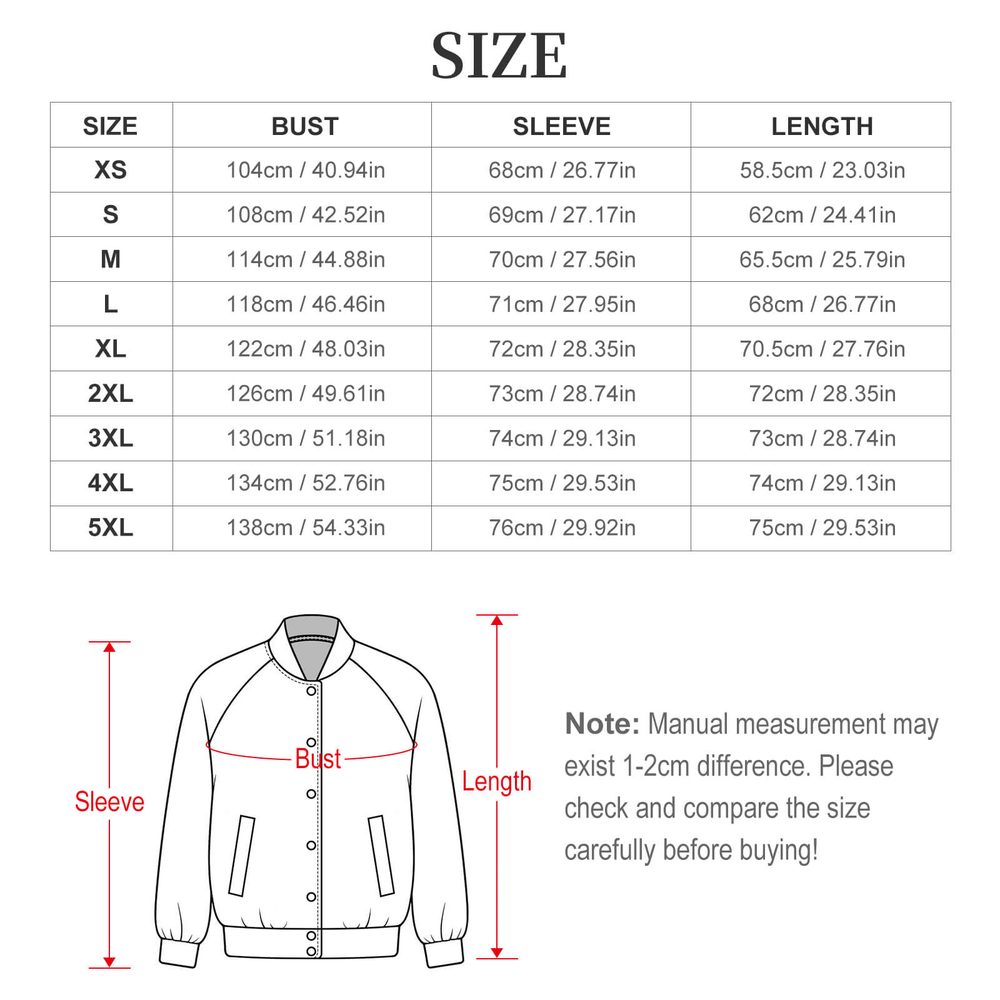 SIZE
SIZE BUST SLEEVE LENGTH
XS 104cm / 40.94in 68cm / 26.77in 58.5cm / 23.03in
S 108cm / 42.52in 69cm / 27.17in 62cm / 24.41in
M 114cm / 44.88in 70cm / 27.56in 65.5cm / 25.79in
L 118cm / 46.46in 71cm / 27.95in 68cm / 26.77in
XL 122cm / 48.03in 72cm / 28.35in 70.5cm / 27.76in
2XL 126cm / 49.61in 73cm / 28.74in 72cm / 28.35in
3XL 130cm / 51.18in 74cm / 29.13in 73cm / 28.74in
4XL 134cm / 52.76in 75cm / 29.53in 74cm / 29.13in
5XL 138cm / 54.33in 76cm / 29.92in 75cm / 29.53in
Sleeve
Bust
Length
Note: Manual measurement may
exist 1-2cm difference. Please
check and compare the size
carefully before buying!